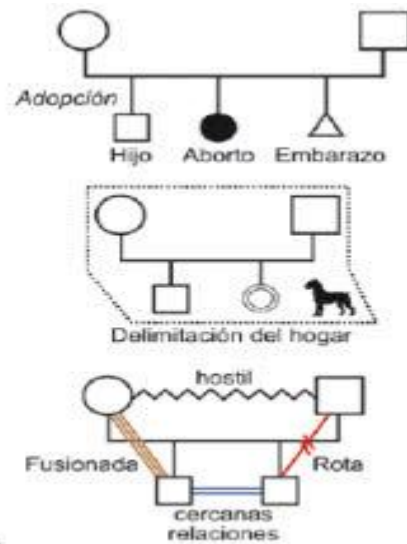 Adopción
Hijo Aborto Embarazo
Delimitación del hogar
hostil
Fusionada Rota
cercanas
relaciones